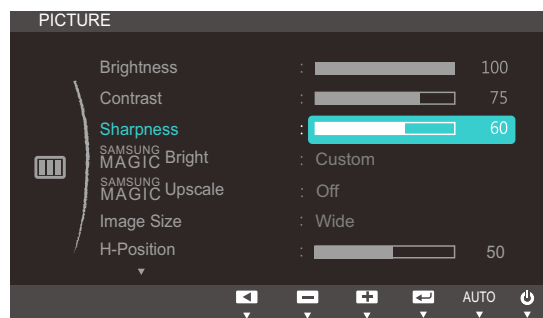 PICTURE
Brightness : 100
Contrast : 75
Sharpness : 60
SAMSUNG MAGIC Bright : Custom
SAMSUNG MAGIC Upscale : Off
Image Size : Wide
H-Position : 50
AUTO